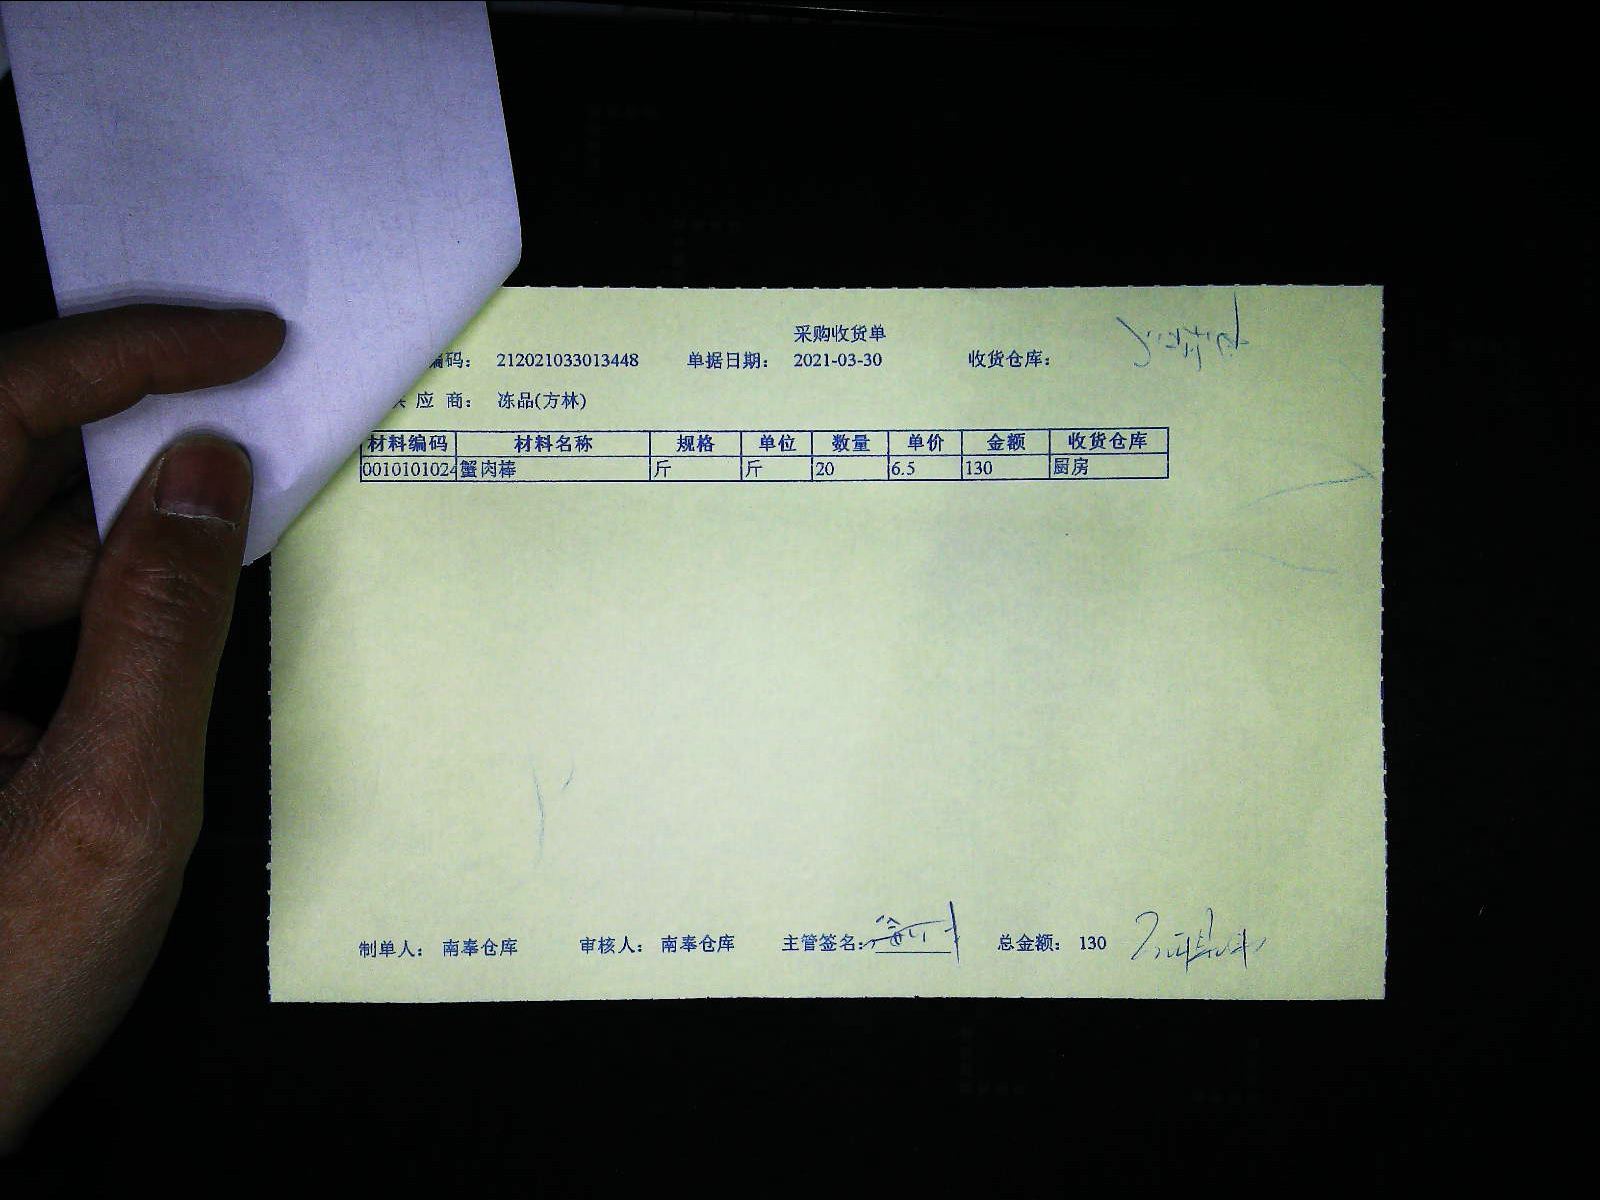 采购收货单
编码： 212021033013448 单据日期： 2021-03-30 收货仓库：
应 商： 冻品(方林)
材料编码 材料名称 规格 单位 数量 单价 金额 收货仓库
0010101024 蟹肉棒 斤 斤 20 6.5 130 厨房
制单人： 南奉仓库 审核人： 南奉仓库 主管签名： 总金额： 130